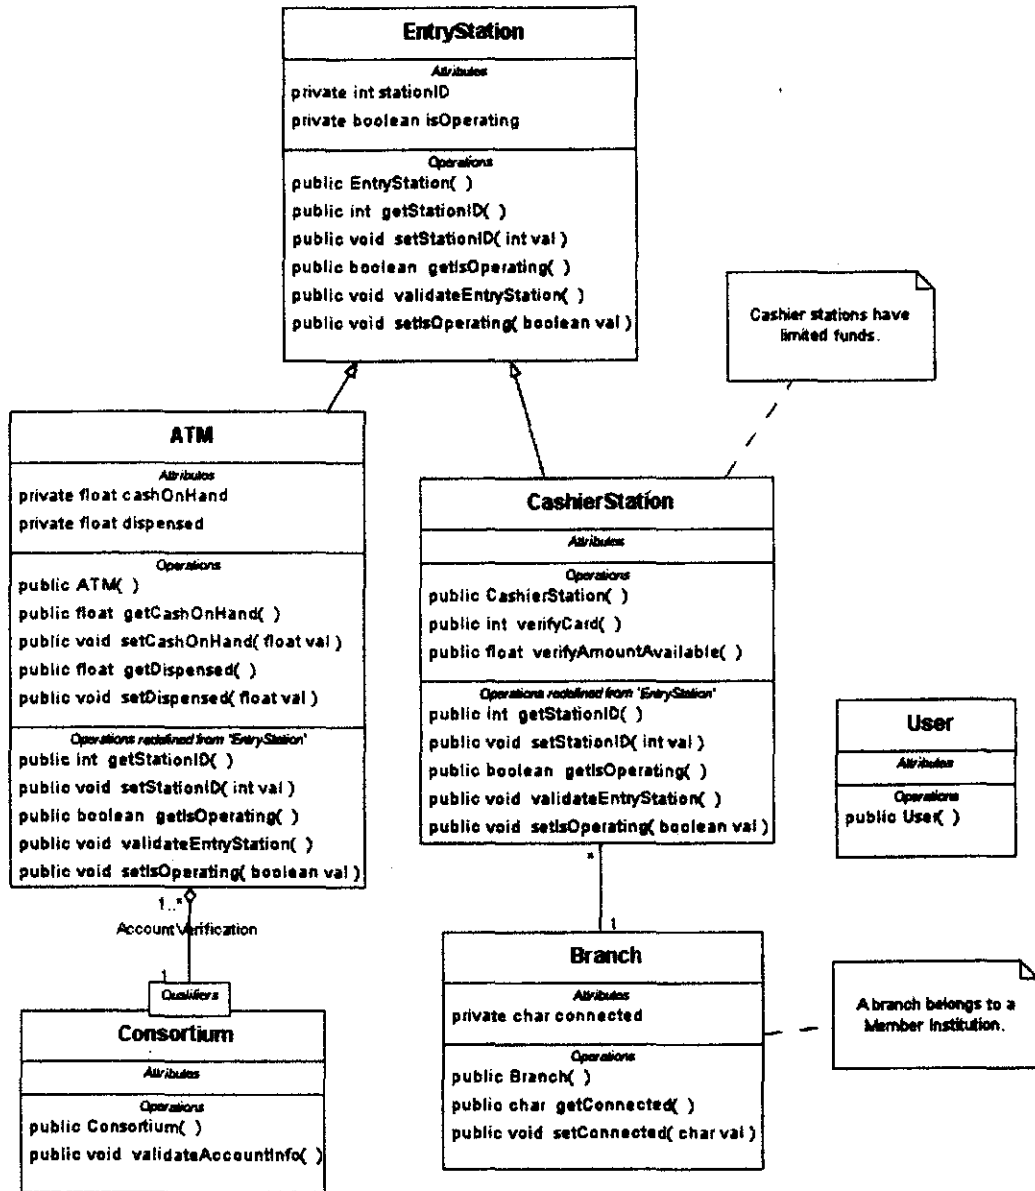 EntryStation
Attributes
private int stationID
private boolean isOperating
Operations
public EntryStation( )
public int getStationID( )
public void setStationID( int val )
public boolean getIsOperating( )
public void validateEntryStation( )
public void setIsOperating( boolean val )
Cashier stations have
limited funds.
ATM
Attributes
private float cashOnHand
private float dispensed
Operations
public ATM( )
public float getCashOnHand( )
public void setCashOnHand( float val )
public float getDispensed( )
public void setDispensed( float val )
Operations redefined from 'EntryStation'
public int getStationID( )
public void setStationID( int val )
public boolean getIsOperating( )
public void validateEntryStation( )
public void setIsOperating( boolean val )
CashierStation
Attributes
Operations
public CashierStation( )
public int verifyCard( )
public float verifyAmountAvailable( )
Operations redefined from 'EntryStation'
public int getStationID( )
public void setStationID( int val )
public boolean getIsOperating( )
public void validateEntryStation( )
public void setIsOperating( boolean val )
User
Attributes
Operations
public User( )
1..*
AccountVerification
1
Qualifiers
*
1
Consortium
Attributes
Operations
public Consortium( )
public void validateAccountInfo( )
Branch
Attributes
private char connected
Operations
public Branch( )
public char getConnected( )
public void setConnected( char val )
A branch belongs to a
Member Institution.